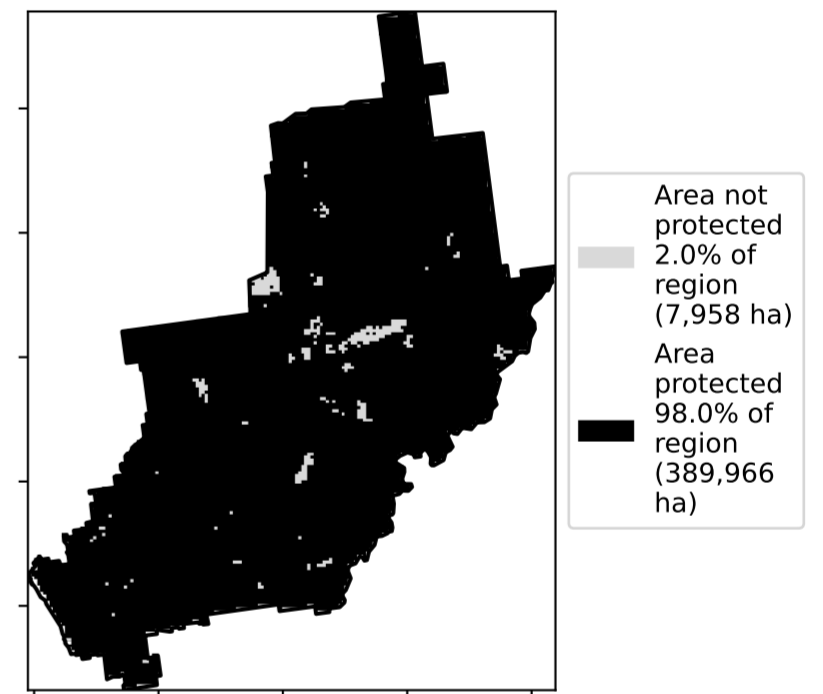 Area not
protected
2.0% of
region
(7,958 ha)
Area
protected
98.0% of
region
(389,966
ha)